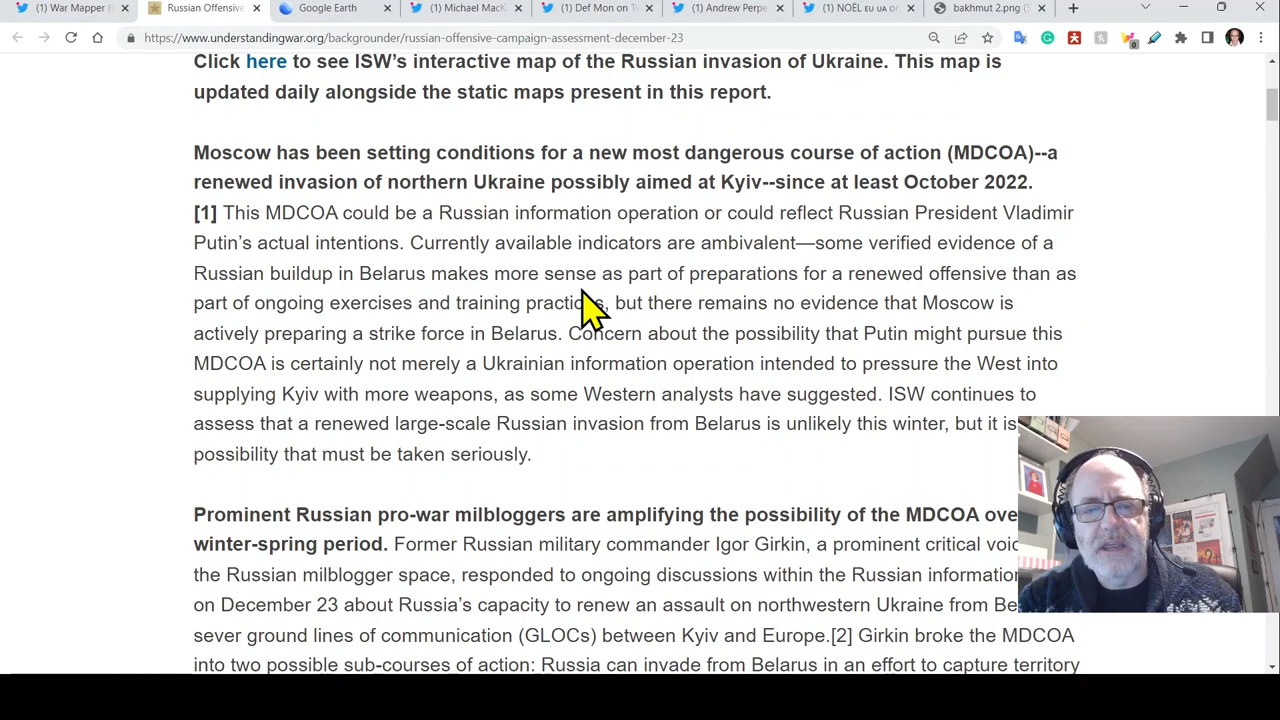 (1) War Mapper
Russian Offensiv
Google Earth
(1) Michael MacK
(1) Def Mon on T
(1) Andrew Perpe
(1) NOËL EU UA on
bakhmut 2.png (5
https://www.understandingwar.org/backgrounder/russian-offensive-campaign-assessment-december-23
Click here to see ISW's interactive map of the Russian invasion of Ukraine. This map is
updated daily alongside the static maps present in this report.
Moscow has been setting conditions for a new most dangerous course of action (MDCOA)--a
renewed invasion of northern Ukraine possibly aimed at Kyiv--since at least October 2022.
[1] This MDCOA could be a Russian information operation or could reflect Russian President Vladimir
Putin's actual intentions. Currently available indicators are ambivalent—some verified evidence of a
Russian buildup in Belarus makes more sense as part of preparations for a renewed offensive than as
part of ongoing exercises and training practices, but there remains no evidence that Moscow is
actively preparing a strike force in Belarus. Concern about the possibility that Putin might pursue this
MDCOA is certainly not merely a Ukrainian information operation intended to pressure the West into
supplying Kyiv with more weapons, as some Western analysts have suggested. ISW continues to
assess that a renewed large-scale Russian invasion from Belarus is unlikely this winter, but it is
possibility that must be taken seriously.
Prominent Russian pro-war milbloggers are amplifying the possibility of the MDCOA ove
winter-spring period. Former Russian military commander Igor Girkin, a prominent critical voic
the Russian milblogger space, responded to ongoing discussions within the Russian information
on December 23 about Russia's capacity to renew an assault on northwestern Ukraine from Be
sever ground lines of communication (GLOCs) between Kyiv and Europe.[2] Girkin broke the MDCOA
into two possible sub-courses of action: Russia can invade from Belarus in an effort to capture territory